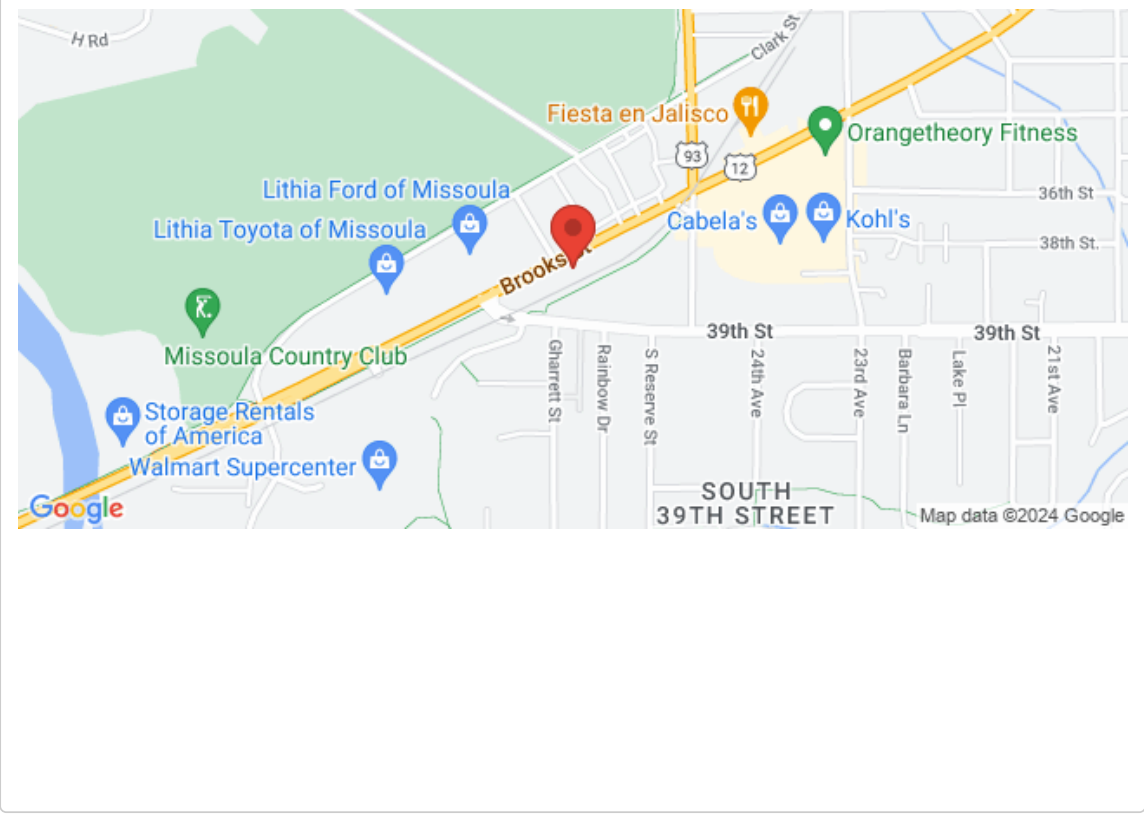 H Rd
Clark St
Fiesta en Jalisco
Orangetheory Fitness
93
12
Lithia Ford of Missoula
36th St
Cabela's
Kohl's
Lithia Toyota of Missoula
38th St.
Brooks St
39th St
39th St
Missoula Country Club
Gharrett St
Rainbow Dr
S Reserve St
24th Ave
23rd Ave
Barbara Ln
Lake Pl
21st Ave
Storage Rentals
of America
Walmart Supercenter
SOUTH
39TH STREET
Google
Map data ©2024 Google